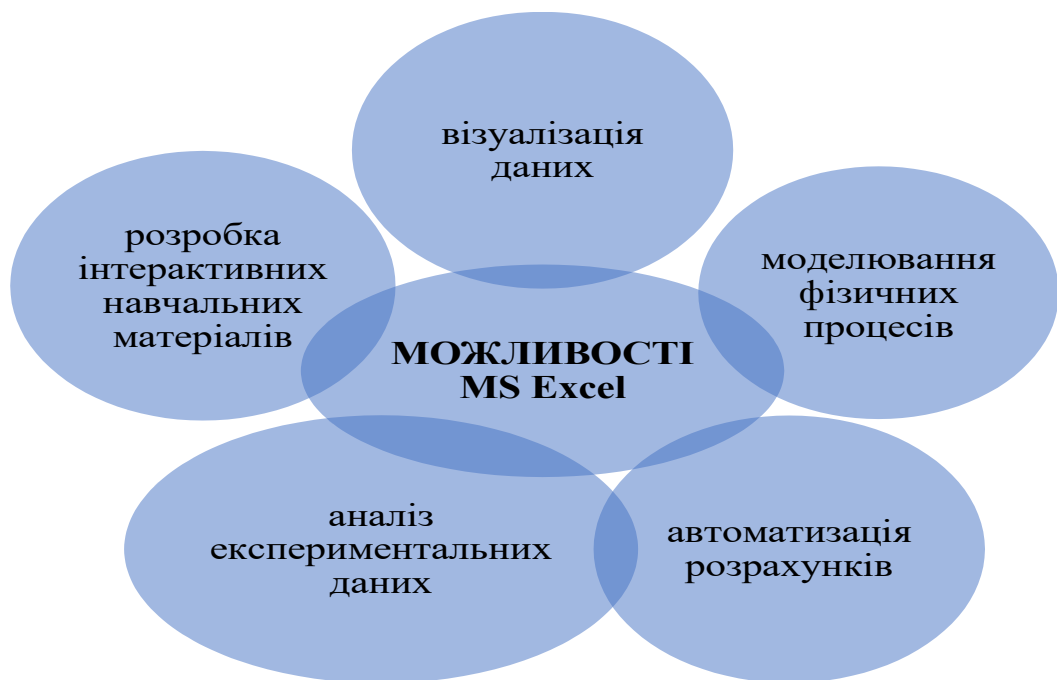 візуалізація
даних
розробка
інтерактивних
навчальних
матеріалів
моделювання
фізичних
процесів
МОЖЛИВОСТІ
MS Excel
аналіз
експериментальних
даних
автоматизація
розрахунків